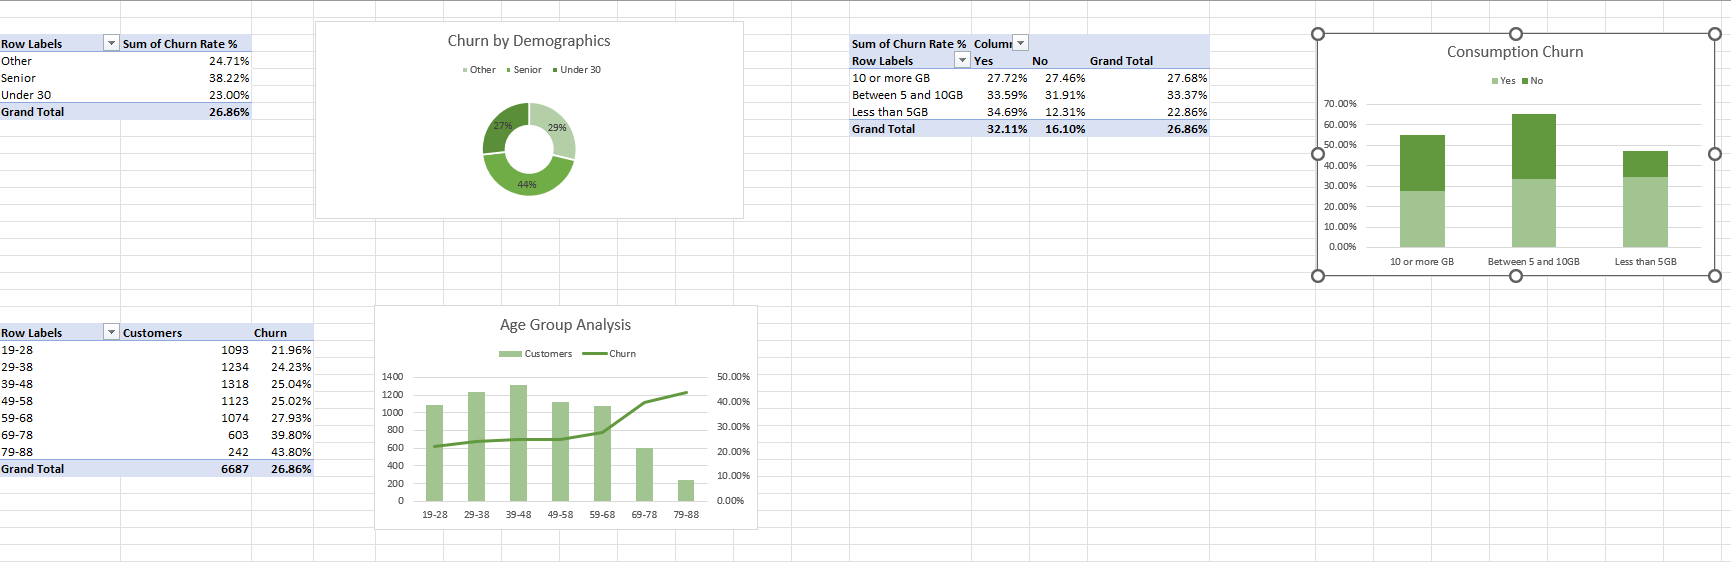 Row Labels Sum of Churn Rate %
Other 24.71%
Senior 38.22%
Under 30 23.00%
Grand Total 26.86%
Churn by Demographics
Other Senior Under 30
27% 29%
44%
Sum of Churn Rate % Colum
Row Labels Yes No Grand Total
10 or more GB 27.72% 27.46% 27.68%
Between 5 and 10GB 33.59% 31.91% 33.37%
Less than 5GB 34.69% 12.31% 22.86%
Grand Total 32.11% 16.10% 26.86%
Consumption Churn
Yes No
70.00%
60.00%
50.00%
40.00%
30.00%
20.00%
10.00%
0.00%
10 or more GB Between 5 and 10GB Less than 5GB
Row Labels Customers Churn
19-28 1093 21.96%
29-38 1234 24.23%
39-48 1318 25.04%
49-58 1123 25.02%
59-68 1074 27.93%
69-78 603 39.80%
79-88 242 43.80%
Grand Total 6687 26.86%
Age Group Analysis
Customers Churn
1400 50.00%
1200 40.00%
1000 30.00%
800 20.00%
600 10.00%
400 0.00%
200
0
19-28 29-38 39-48 49-58 59-68 69-78 79-88